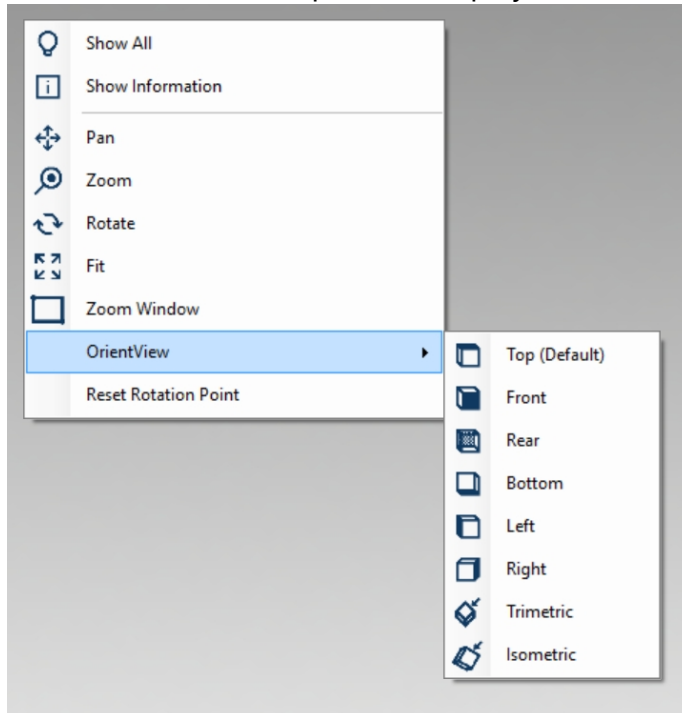 Show All
Show Information
Pan
Zoom
Rotate
Fit
Zoom Window
OrientView
Reset Rotation Point
Top (Default)
Front
Rear
Bottom
Left
Right
Trimetric
Isometric